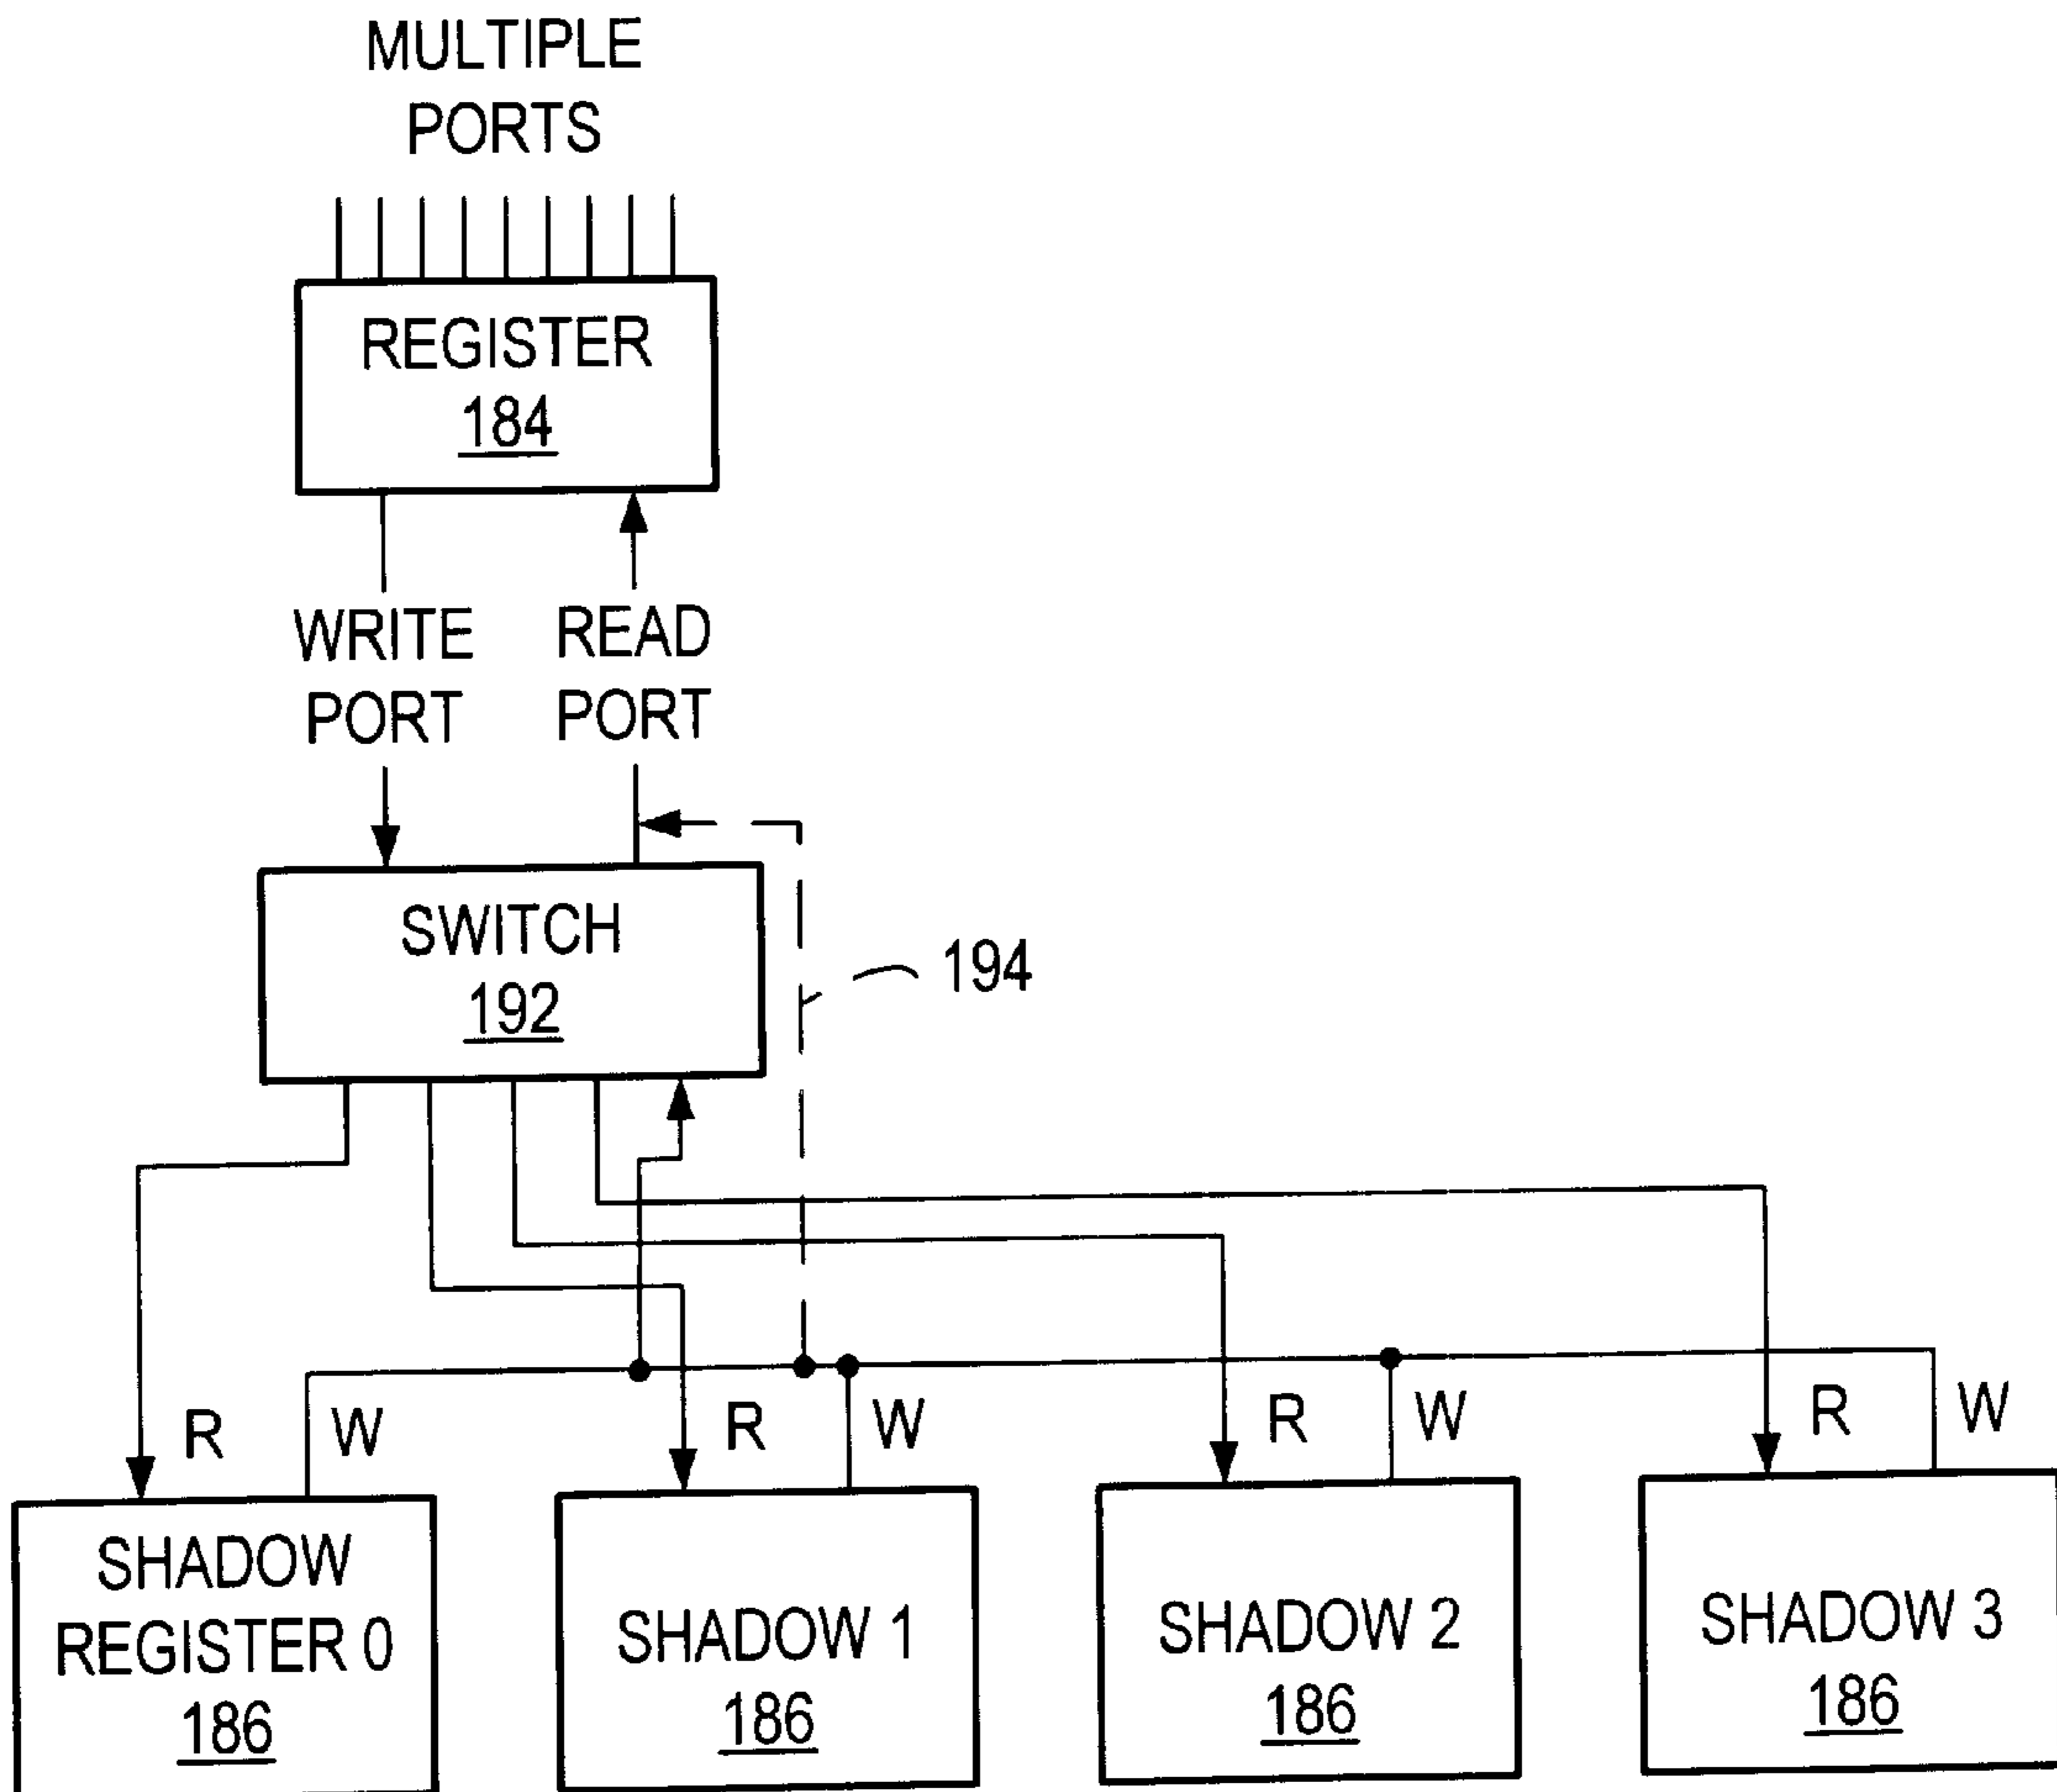 MULTIPLE
PORTS
REGISTER
184
WRITE
PORT
READ
PORT
SWITCH
192
194
R
W
R
W
R
W
R
W
SHADOW
REGISTER 0
186
SHADOW 1
186
SHADOW 2
186
SHADOW 3
186